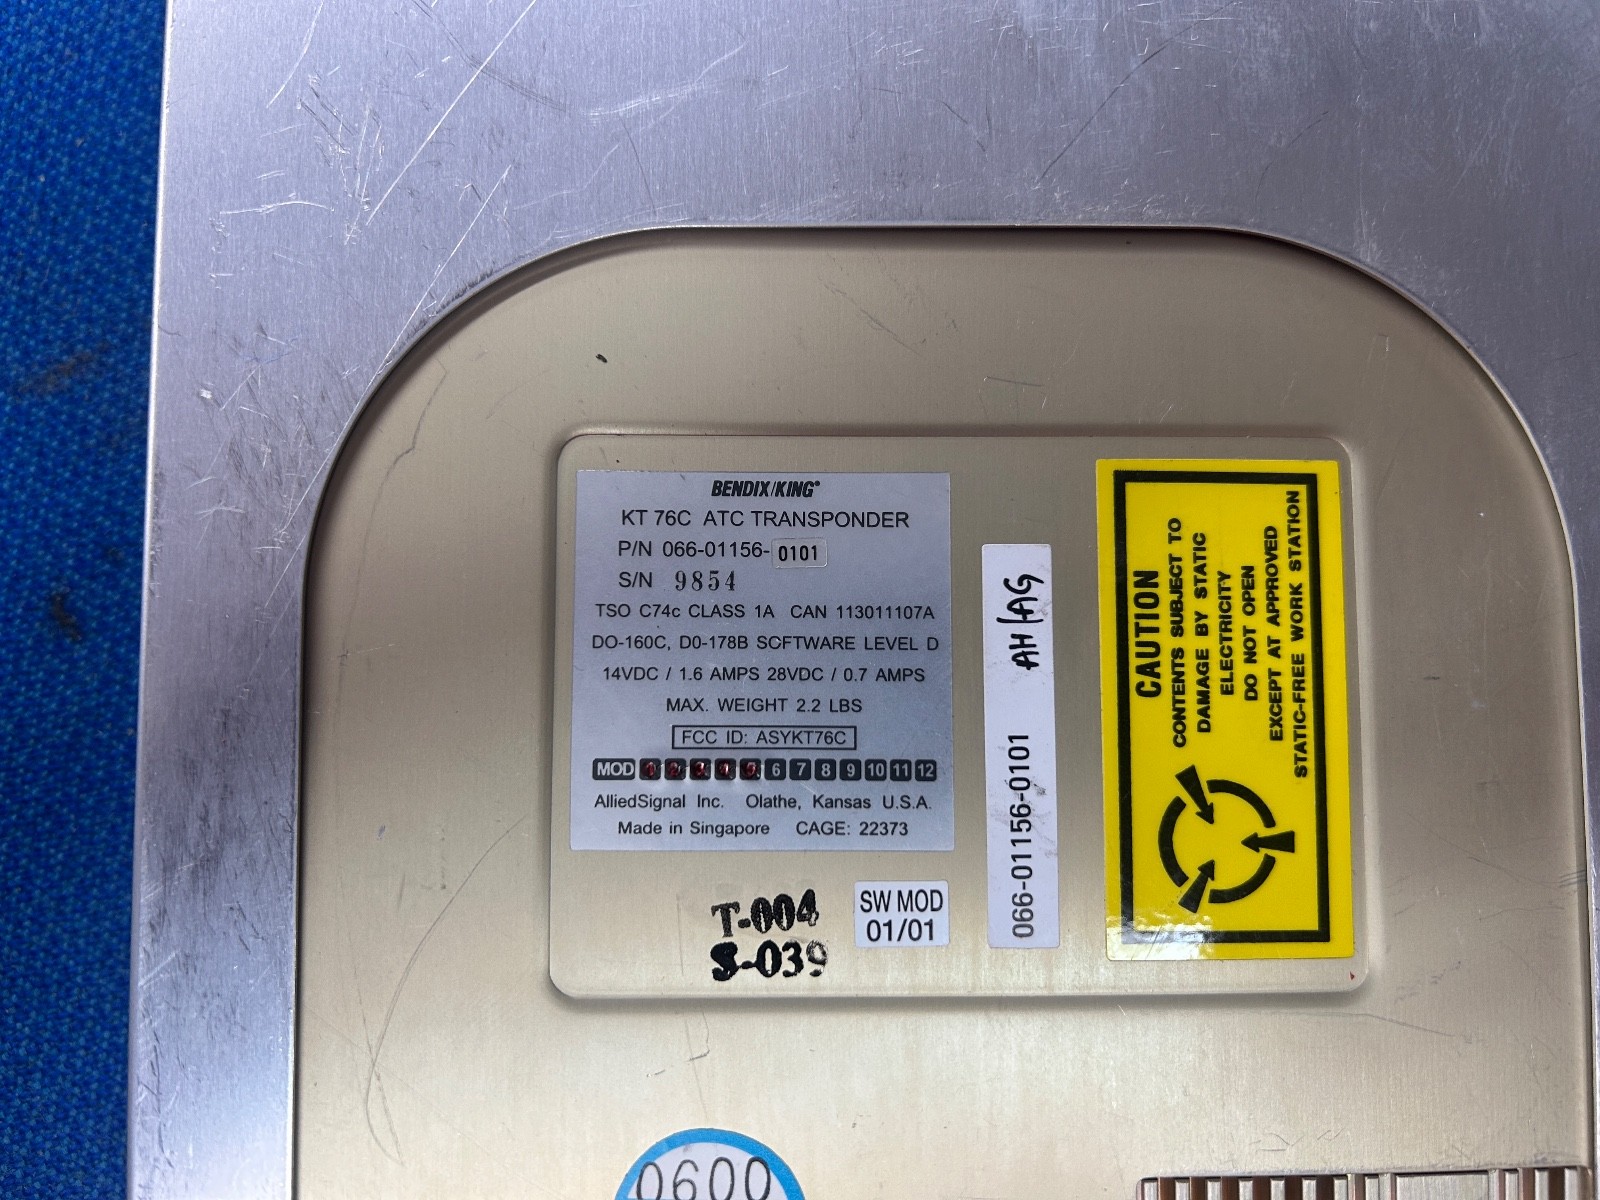 BENDIX/KING®
KT 76C ATC TRANSPONDER
P/N 066-01156-0101
S/N 9854
TSO C74c CLASS 1A CAN 113011107A
DO-160C, D0-178B SOFTWARE LEVEL D
14VDC / 1.6 AMPS 28VDC / 0.7 AMPS
MAX. WEIGHT 2.2 LBS
FCC ID: ASYKT76C
MOD 1 2 3 4 5 6 7 8 9 10 11 12
AlliedSignal Inc. Olathe, Kansas U.S.A.
Made in Singapore CAGE: 22373
T-004
S-039
SW MOD
01/01
066-01156-0101 AH/AG
CAUTION
CONTENTS SUBJECT TO
DAMAGE BY STATIC
ELECTRICITY
DO NOT OPEN
EXCEPT AT APPROVED
STATIC-FREE WORK STATION
0600